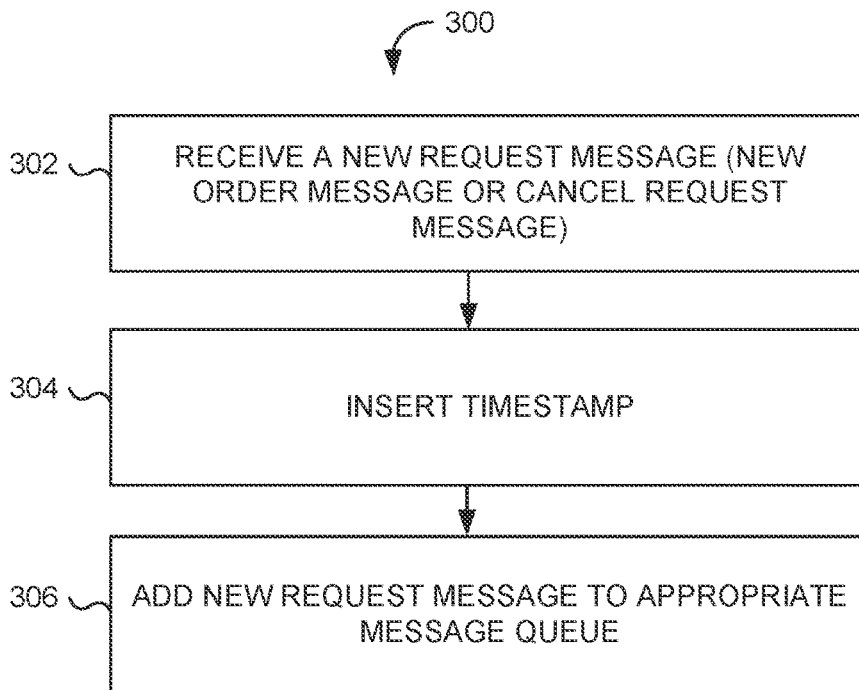 300
302
RECEIVE A NEW REQUEST MESSAGE (NEW
ORDER MESSAGE OR CANCEL REQUEST
MESSAGE)
304
INSERT TIMESTAMP
306
ADD NEW REQUEST MESSAGE TO APPROPRIATE
MESSAGE QUEUE